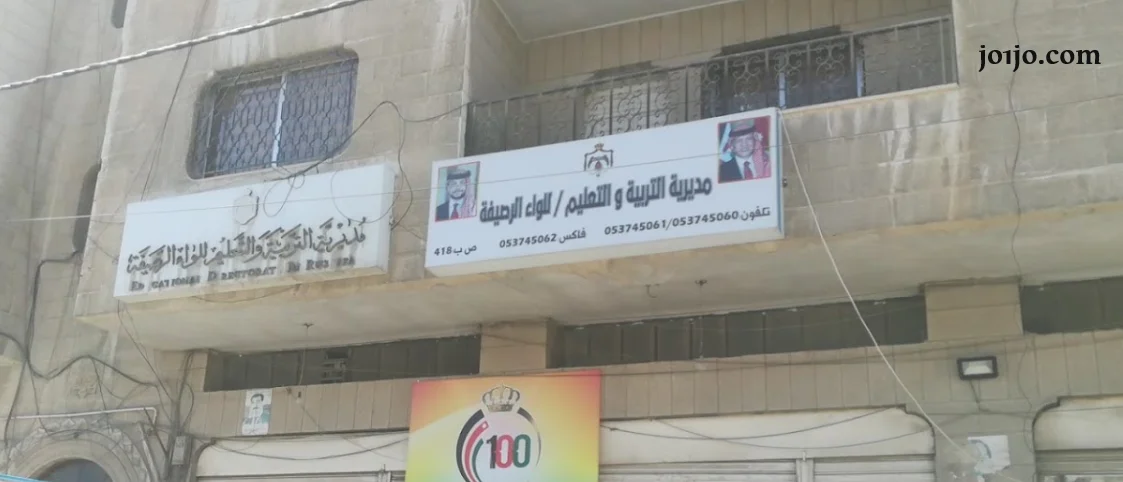 jo1jo.com
مديرية التربية و التعليم / للواء الرصيفة
تلفون 053745061/053745060 فاكس 053745062 ص ب 418
مديرية التربية والتعليم للواء الرصيفة
100